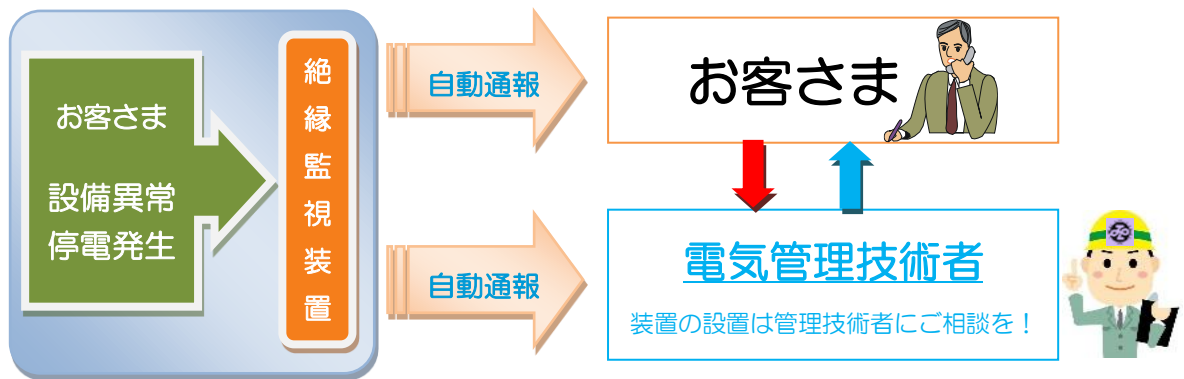 お客さま
設備異常
停電発生
絶縁監視装置
自動通報
自動通報
お客さま
電気管理技術者
装置の設置は管理技術者にご相談を！